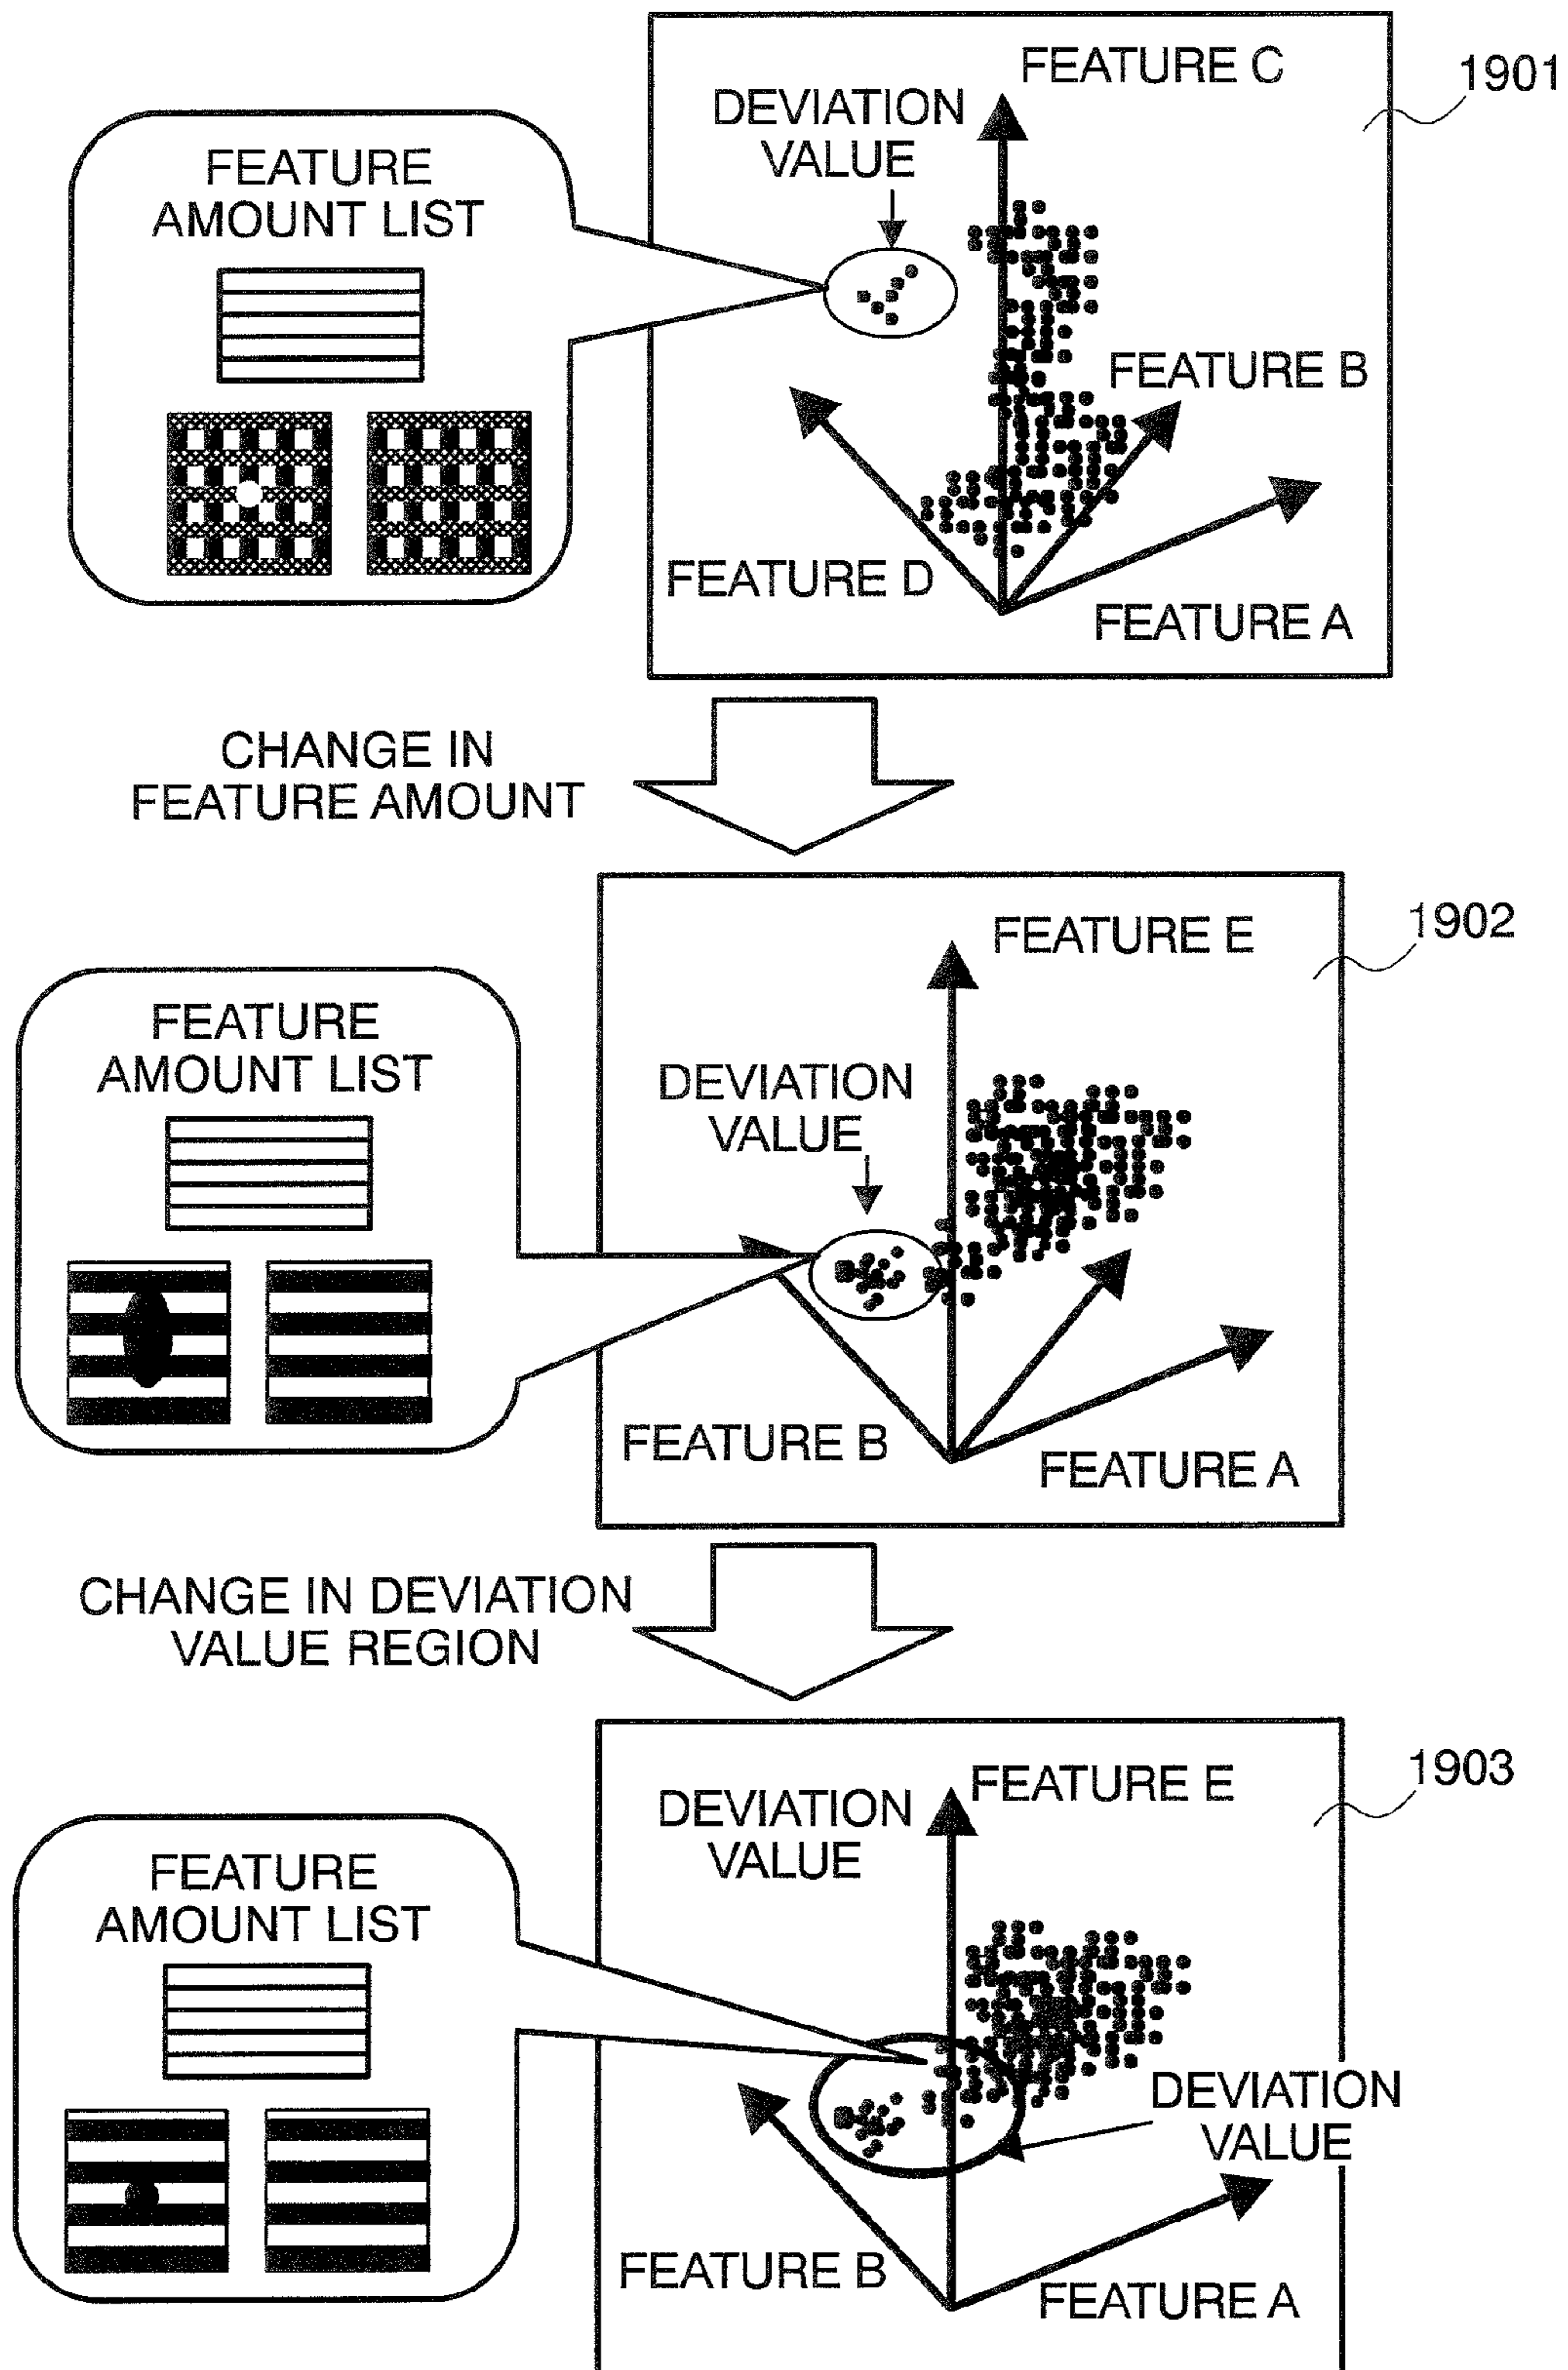 FEATURE C
1901
DEVIATION
VALUE
FEATURE
AMOUNT LIST
FEATURE B
FEATURE D
FEATURE A
CHANGE IN
FEATURE AMOUNT
FEATURE E
1902
FEATURE
AMOUNT LIST
DEVIATION
VALUE
FEATURE B
FEATURE A
CHANGE IN DEVIATION
VALUE REGION
FEATURE E
1903
DEVIATION
VALUE
FEATURE
AMOUNT LIST
DEVIATION
VALUE
FEATURE B
FEATURE A